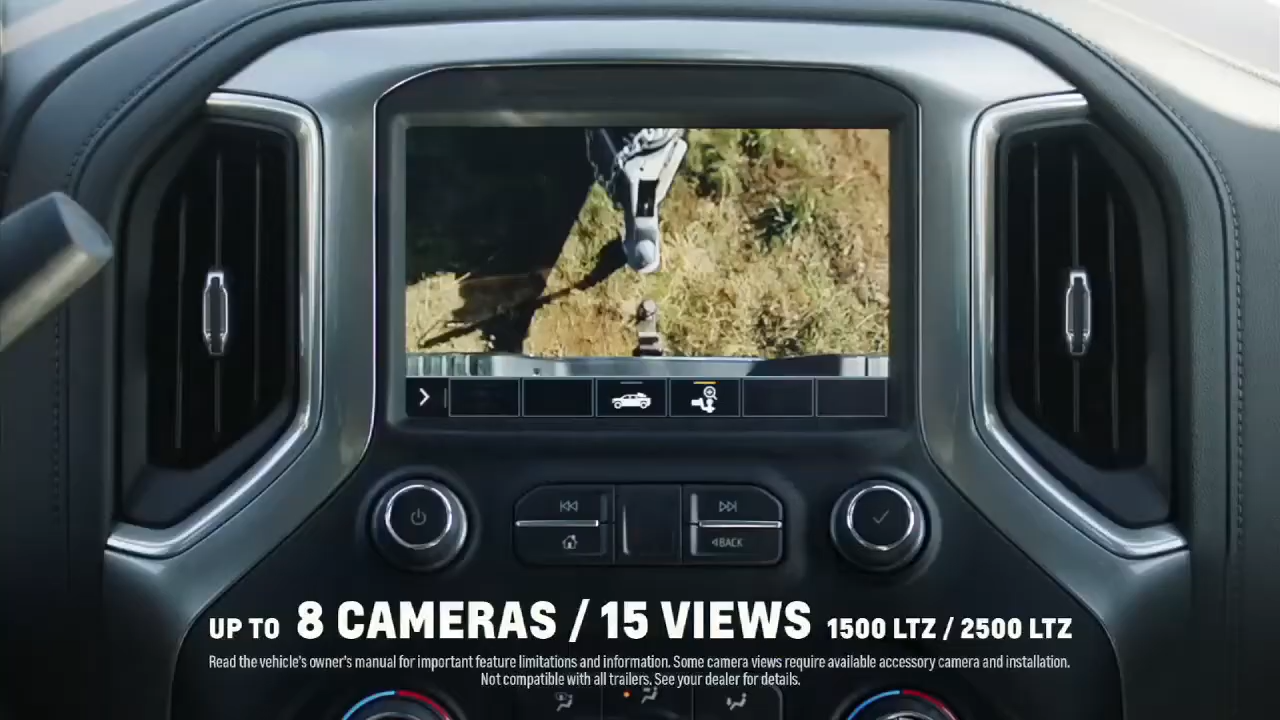 BACK
UP TO 8 CAMERAS / 15 VIEWS 1500 LTZ / 2500 LTZ
Read the vehicle's owner's manual for important feature limitations and information. Some camera views require available accessory camera and installation.
Not compatible with all trailers. See your dealer for details.